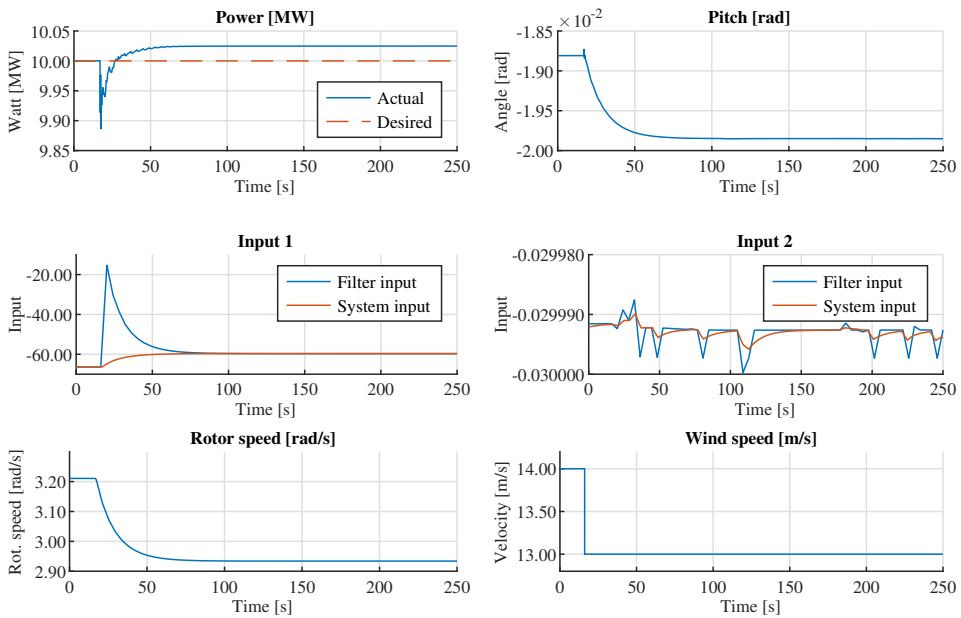 Power [MW]
Watt [MW]
10.05
10.00
9.95
9.90
9.85
Actual
Desired
0 50 100 150 200 250
Time [s]
Pitch [rad]
× 10⁻²
Angle [rad]
-1.85
-1.90
-1.95
-2.00
0 50 100 150 200 250
Time [s]
Input 1
Input
-20.00
-40.00
-60.00
Filter input
System input
0 50 100 150 200 250
Time [s]
Input 2
Input
-0.029980
-0.029990
-0.030000
Filter input
System input
0 50 100 150 200 250
Time [s]
Rotor speed [rad/s]
Rot. speed [rad/s]
3.20
3.00
2.90
0 50 100 150 200 250
Time [s]
Wind speed [m/s]
Velocity [m/s]
14.00
13.00
0 50 100 150 200 250
Time [s]